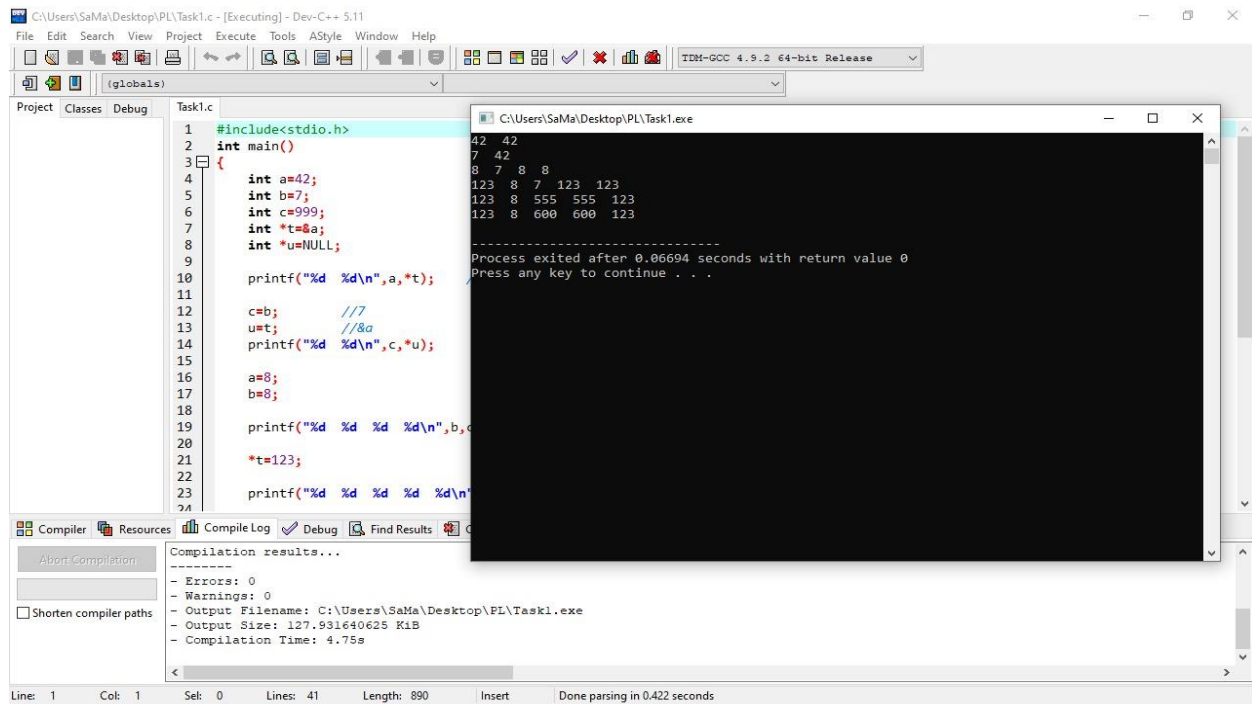 C:\Users\SaMa\Desktop\PL\Task1.c - [Executing] - Dev-C++ 5.11
File Edit Search View Project Execute Tools AStyle Window Help
TDM-GCC 4.9.2 64-bit Release
(globals)
Project Classes Debug
Task1.c
1 #include<stdio.h>
2 int main()
3 {
4 int a=42;
5 int b=7;
6 int c=999;
7 int *t=&a;
8 int *u=NULL;
9
10 printf("%d  %d\n",a,*t); /
11
12 c=b; //7
13 u=t; //&a
14 printf("%d  %d\n",c,*u);
15
16 a=8;
17 b=8;
18
19 printf("%d  %d  %d  %d\n",b,c
20
21 *t=123;
22
23 printf("%d  %d  %d  %d  %d\n"
24
C:\Users\SaMa\Desktop\PL\Task1.exe
42  42
7  42
8  7  8  8
123  8  7  123  123
123  8  555  555  123
123  8  600  600  123
--------------------------------
Process exited after 0.06694 seconds with return value 0
Press any key to continue . . .
Compiler Resources Compile Log Debug Find Results
Abort Compilation
Shorten compiler paths
Compilation results...
--------
- Errors: 0
- Warnings: 0
- Output Filename: C:\Users\SaMa\Desktop\PL\Task1.exe
- Output Size: 127.931640625 KiB
- Compilation Time: 4.75s
Line: 1 Col: 1 Sel: 0 Lines: 41 Length: 890 Insert Done parsing in 0.422 seconds